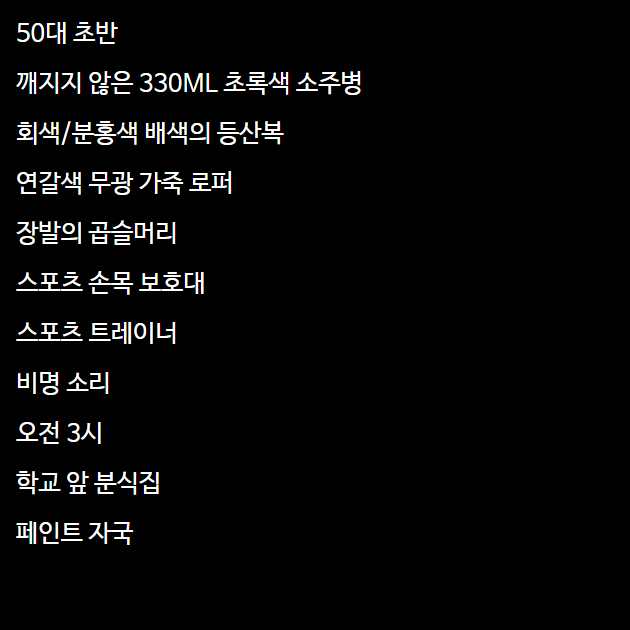 50대 초반
깨지지 않은 330ML 초록색 소주병
회색/분홍색 배색의 등산복
연갈색 무광 가죽 로퍼
장발의 곱슬머리
스포츠 손목 보호대
스포츠 트레이너
비명 소리
오전 3시
학교 앞 분식집
페인트 자국